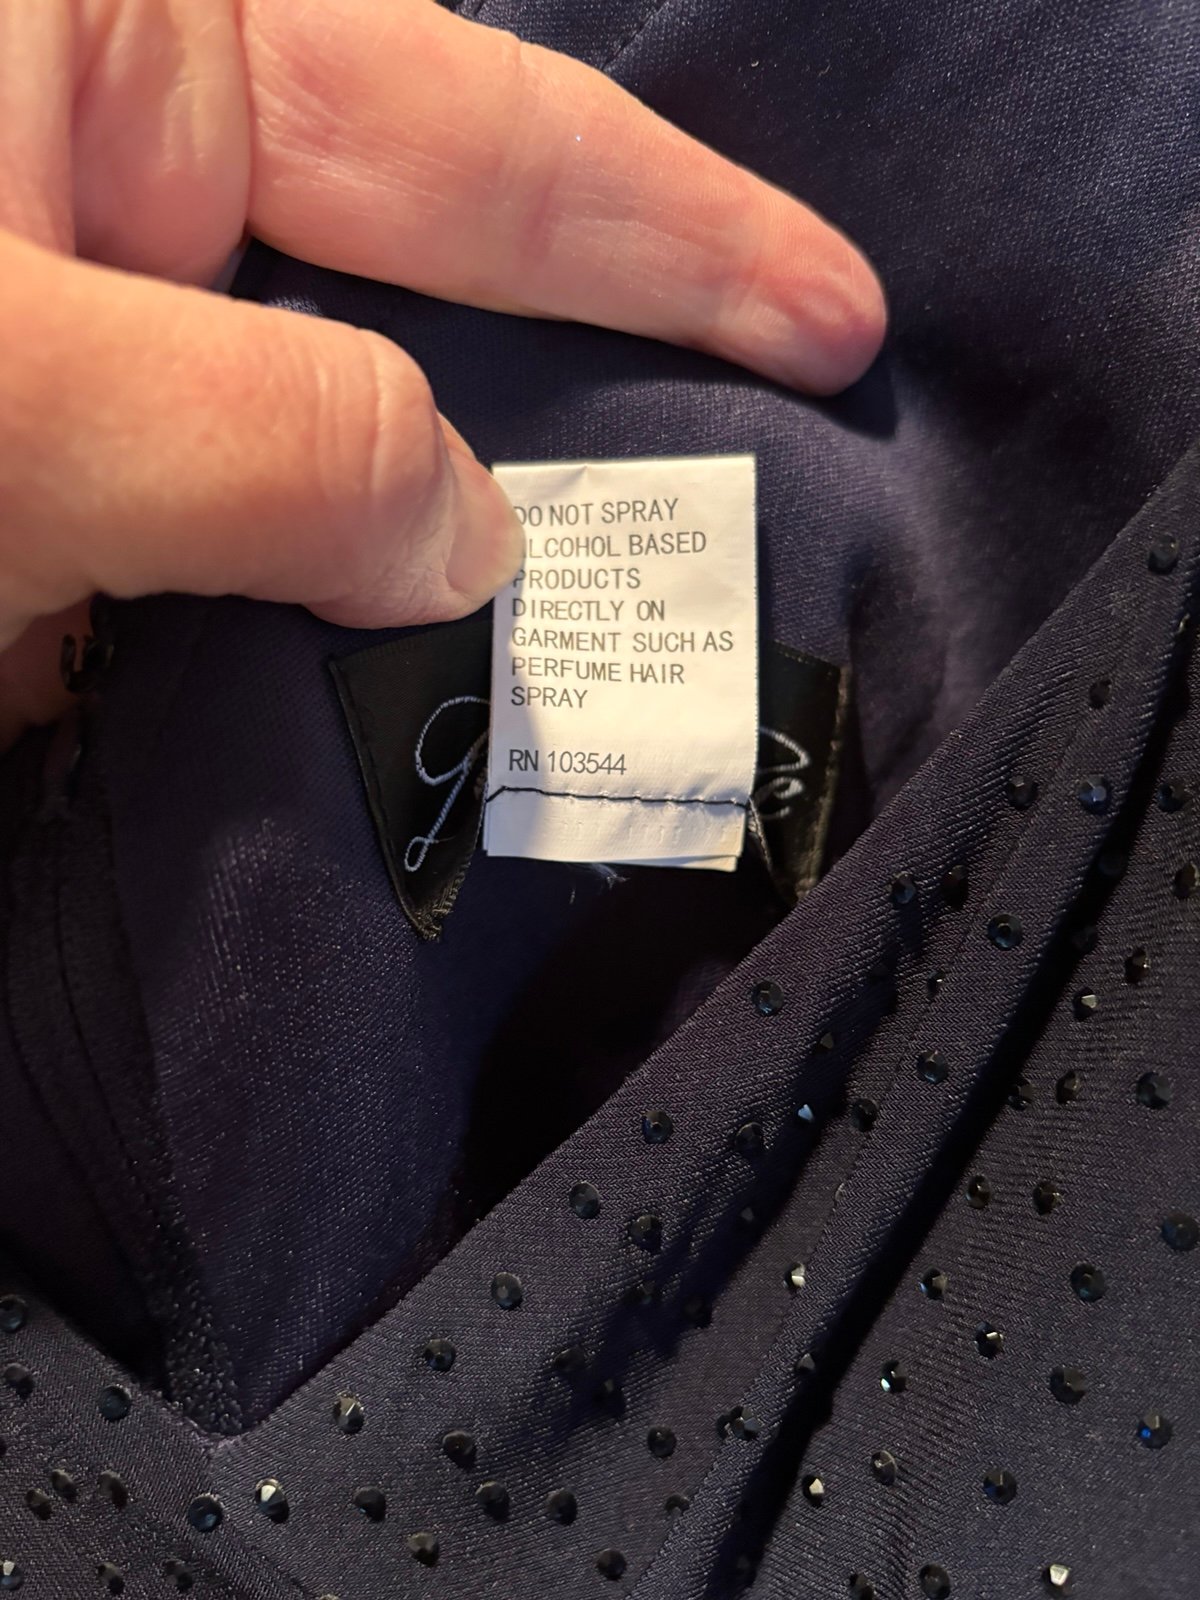 DO NOT SPRAY
ALCOHOL BASED
PRODUCTS
DIRECTLY ON
GARMENT SUCH AS
PERFUME HAIR
SPRAY
RN 103544